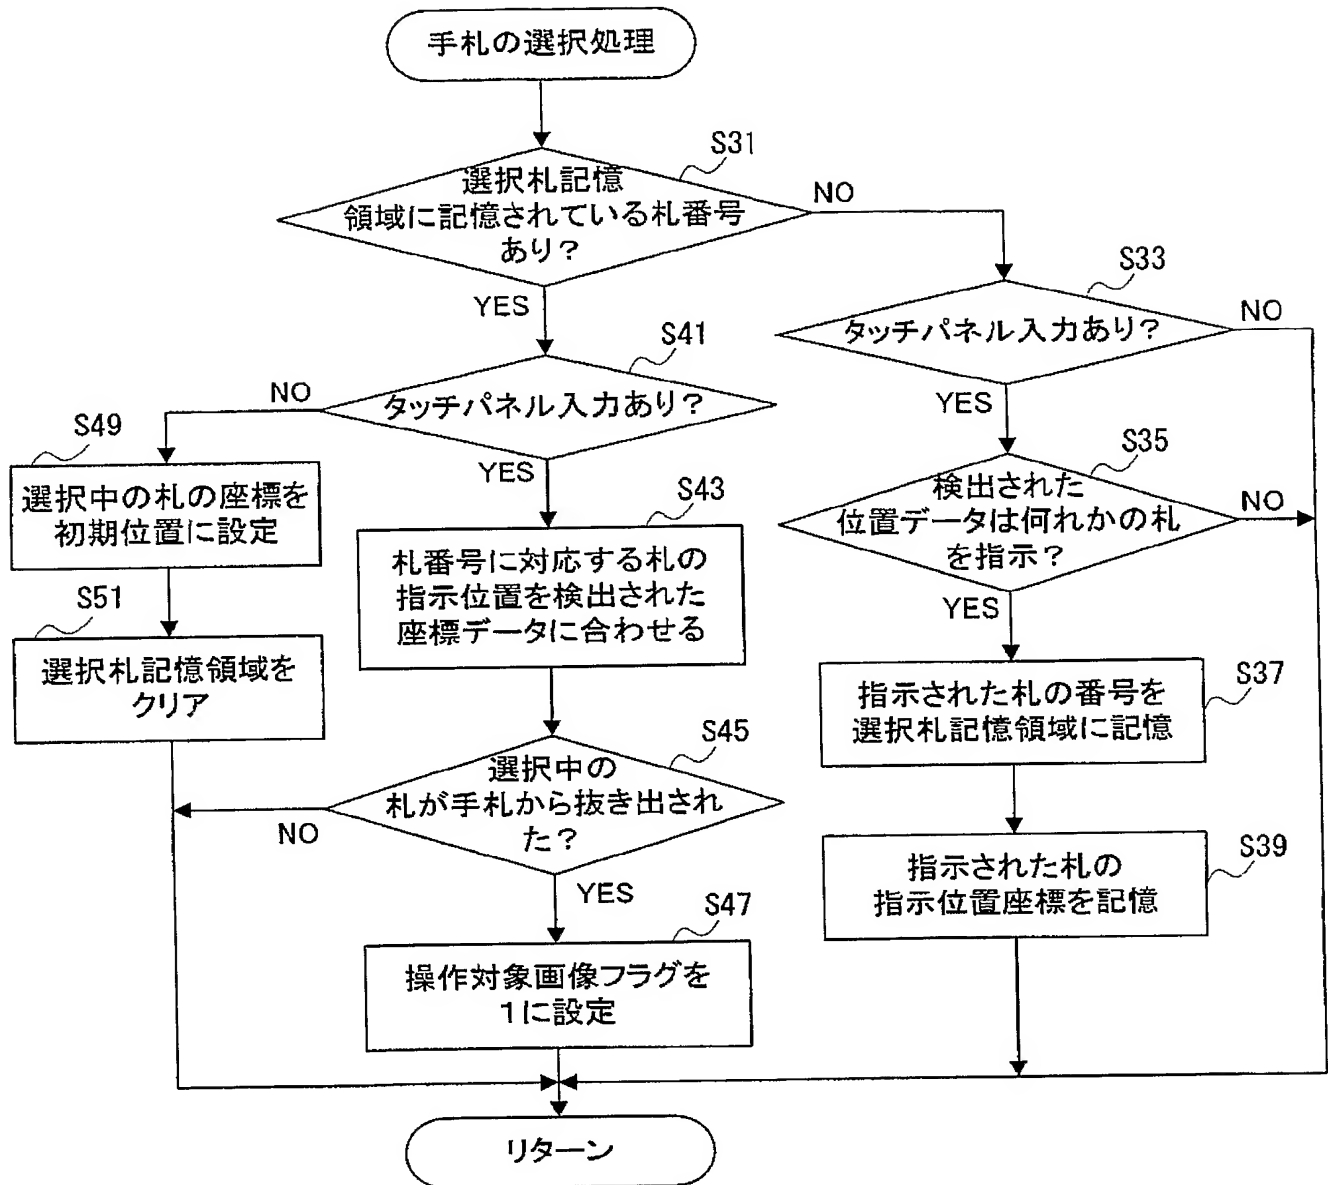 手札の選択処理
S31
選択札記憶
領域に記憶されている札番号
あり?
NO
YES
S33
タッチパネル入力あり?
NO
YES
S41
タッチパネル入力あり?
NO
YES
S35
検出された
位置データは何れかの札
を指示?
NO
YES
S49
選択中の札の座標を
初期位置に設定
S43
札番号に対応する札の
指示位置を検出された
座標データに合わせる
S51
選択札記憶領域を
クリア
S37
指示された札の番号を
選択札記憶領域に記憶
S45
選択中の
札が手札から抜き出され
た?
NO
YES
S39
指示された札の
指示位置座標を記憶
S47
操作対象画像フラグを
1に設定
リターン